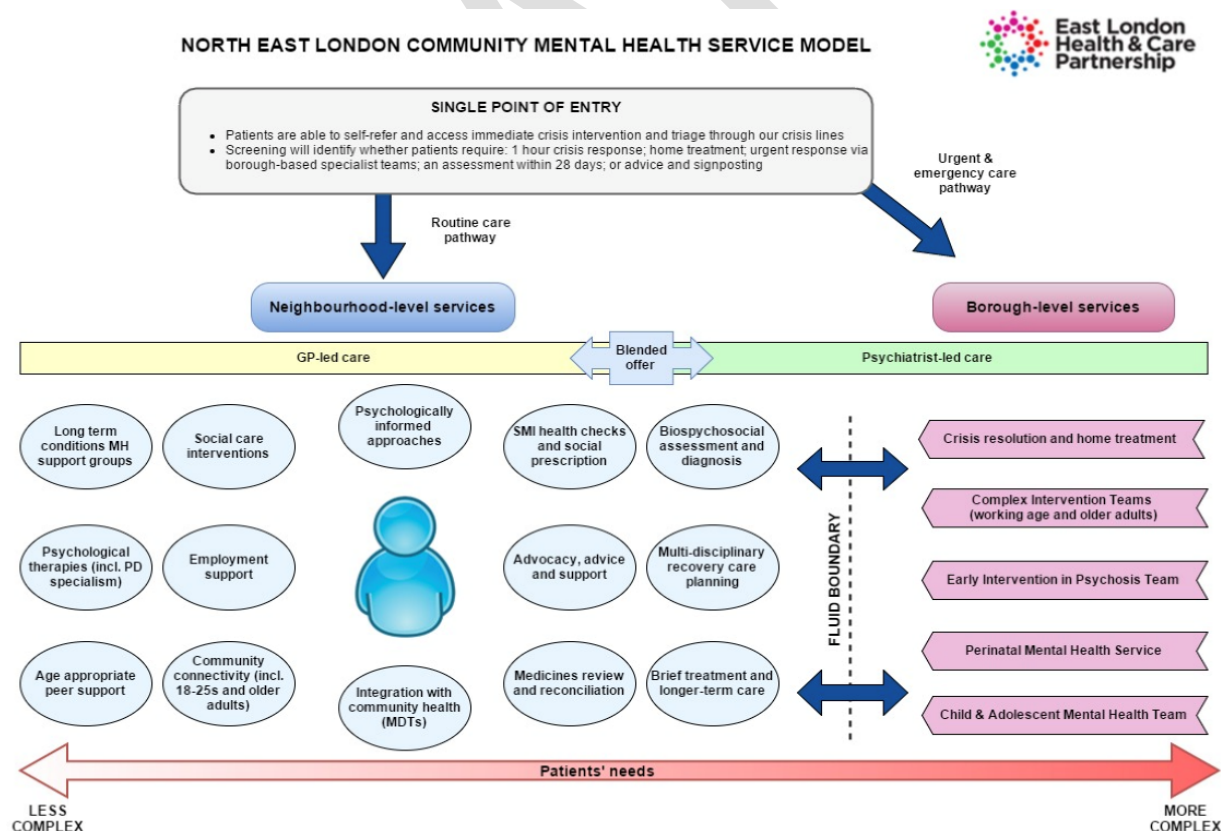 East London
Health & Care
Partnership
NORTH EAST LONDON COMMUNITY MENTAL HEALTH SERVICE MODEL
SINGLE POINT OF ENTRY
• Patients are able to self-refer and access immediate crisis intervention and triage through our crisis lines
• Screening will identify whether patients require: 1 hour crisis response; home treatment; urgent response via
borough-based specialist teams; an assessment within 28 days; or advice and signposting
Urgent &
emergency care
pathway
Routine care
pathway
Neighbourhood-level services
Borough-level services
GP-led care
Blended
offer
Psychiatrist-led care
Long term
conditions MH
support groups
Social care
interventions
Psychologically
informed
approaches
SMI health checks
and social
prescription
Biospychosocial
assessment and
diagnosis
Crisis resolution and home treatment
Complex Intervention Teams
(working age and older adults)
Psychological
therapies (incl. PD
specialism)
Employment
support
Advocacy, advice
and support
Multi-disciplinary
recovery care
planning
FLUID BOUNDARY
Early Intervention in Psychosis Team
Perinatal Mental Health Service
Age appropriate
peer support
Community
connectivity (incl.
18-25s and older
adults)
Integration with
community health
(MDTs)
Medicines review
and reconciliation
Brief treatment and
longer-term care
Child & Adolescent Mental Health Team
Patients' needs
LESS
COMPLEX
MORE
COMPLEX